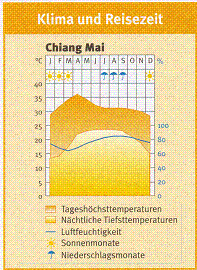 Klima und Reisezeit
Chiang Mai
°C J F M A M J J A S O N D %
40
35
30
25
20
15
10
5
0
100
80
60
40
20
0
Tageshöchsttemperaturen
Nächtliche Tiefsttemperaturen
Luftfeuchtigkeit
Sonnenmonate
Niederschlagsmonate